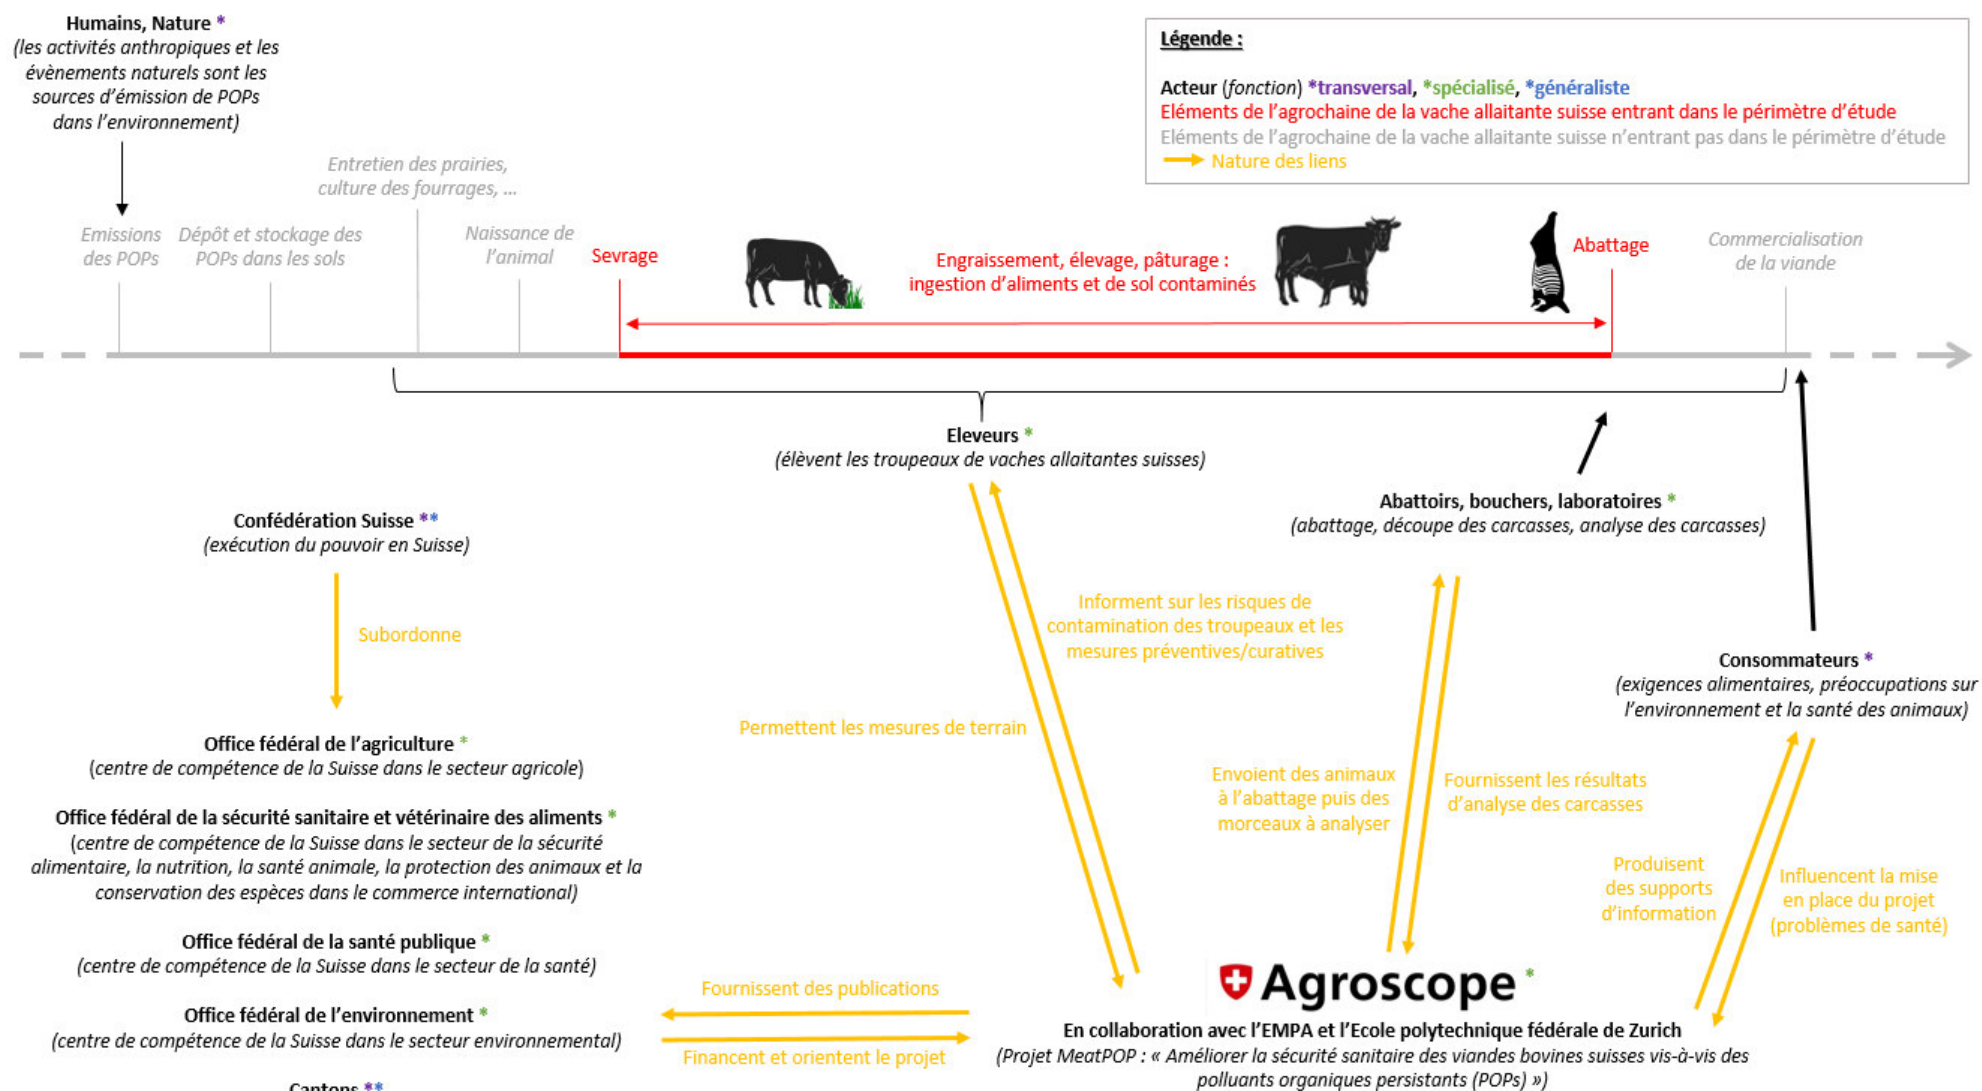 Humains, Nature *
(les activités anthropiques et les
évènements naturels sont les
sources d'émission de POPs
dans l'environnement)
Légende :
Acteur (fonction) *transversal, *spécialisé, *généraliste
Eléments de l'agrochaine de la vache allaitante suisse entrant dans le périmètre d'étude
Eléments de l'agrochaine de la vache allaitante suisse n'entrant pas dans le périmètre d'étude
Nature des liens
Emissions
des POPs
Dépôt et stockage des
POPs dans les sols
Entretien des prairies,
culture des fourrages, ...
Naissance de
l'animal
Sevrage
Engraissement, élevage, pâturage :
ingestion d'aliments et de sol contaminés
Abattage
Commercialisation
de la viande
Eleveurs *
(élèvent les troupeaux de vaches allaitantes suisses)
Abattoirs, bouchers, laboratoires *
(abattage, découpe des carcasses, analyse des carcasses)
Confédération Suisse **
(exécution du pouvoir en Suisse)
Subordonne
Informent sur les risques de
contamination des troupeaux et les
mesures préventives/curatives
Permettent les mesures de terrain
Consommateurs *
(exigences alimentaires, préoccupations sur
l'environnement et la santé des animaux)
Office fédéral de l'agriculture *
(centre de compétence de la Suisse dans le secteur agricole)
Office fédéral de la sécurité sanitaire et vétérinaire des aliments *
(centre de compétence de la Suisse dans le secteur de la sécurité
alimentaire, la nutrition, la santé animale, la protection des animaux et la
conservation des espèces dans le commerce international)
Office fédéral de la santé publique *
(centre de compétence de la Suisse dans le secteur de la santé)
Office fédéral de l'environnement *
(centre de compétence de la Suisse dans le secteur environnemental)
Cantons **
Envoient des animaux
à l'abattage puis des
morceaux à analyser
Fournissent les résultats
d'analyse des carcasses
Produisent
des supports
d'information
Influencent la mise
en place du projet
(problèmes de santé)
Fournissent des publications
Financent et orientent le projet
Agroscope *
En collaboration avec l'EMPA et l'Ecole polytechnique fédérale de Zurich
(Projet MeatPOP : « Améliorer la sécurité sanitaire des viandes bovines suisses vis-à-vis des
polluants organiques persistants (POPs) »)